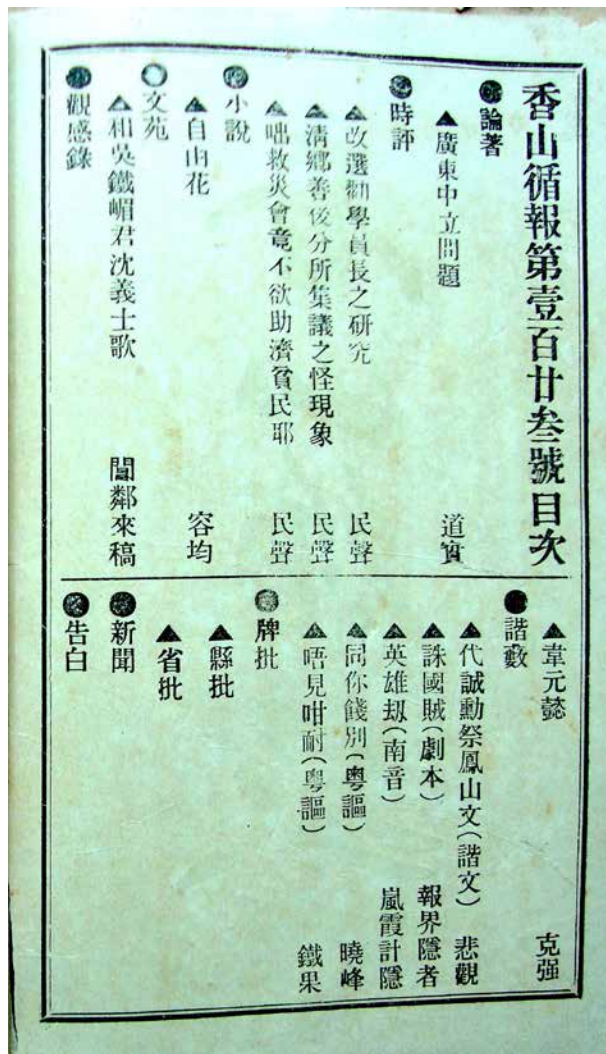 香山循報第壹百廿叁號目次
●論著
▲廣東中立問題　道實
●時評
▲改選勸學員長之研究　民聲
▲清鄉善後分所集議之怪現象　民聲
▲咄救災會竟不欲助濟貧民耶　民聲
●小說
▲自由花　容均
●文苑
▲和吳鐵嵋君沈義士歌　閶鄰來稿
●觀感錄
▲韋元懿　克强
●諧藪
▲代誠勳祭鳳山文(諧文)　悲觀
▲誅國賊(劇本)　報界隱者
▲英雄刼(南音)　嵐霞計隱
▲同你餞別(粵謳)　曉峰
▲唔見咁耐(粵謳)　鐵果
●牌批
▲縣批
▲省批
●新聞
●告白